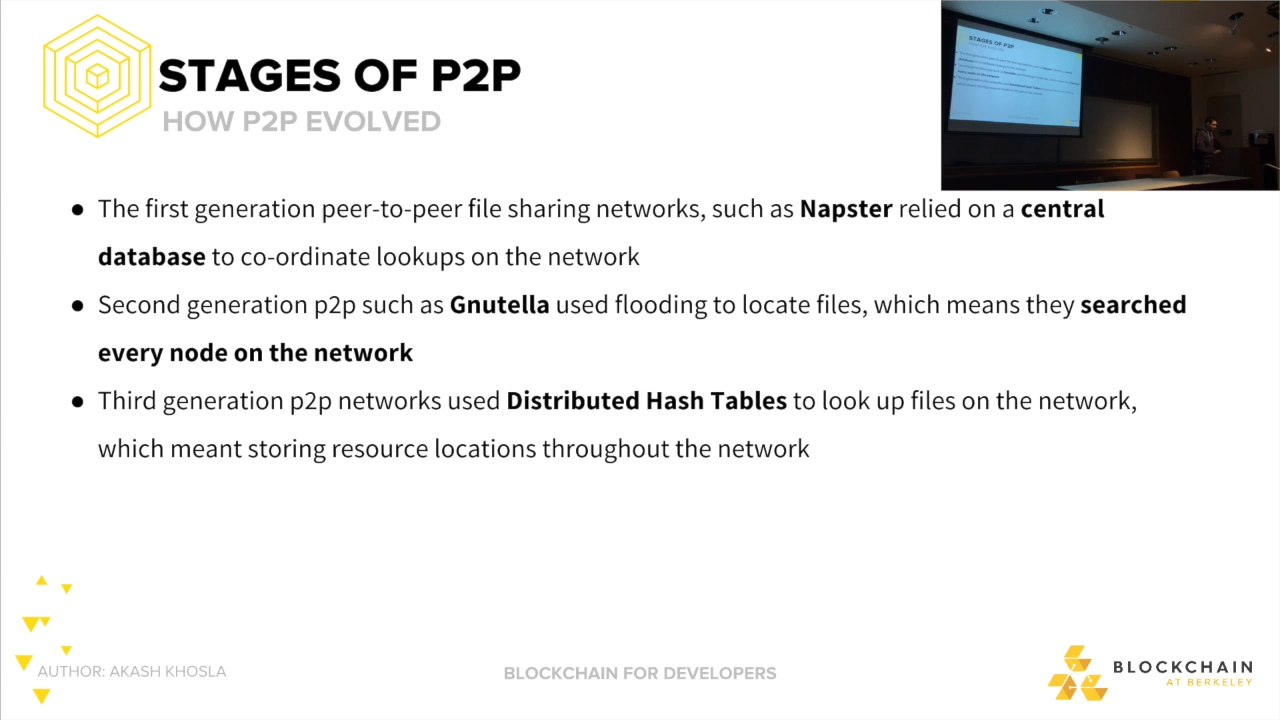 STAGES OF P2P
HOW P2P EVOLVED
STAGES OF P2P
● The first generation peer-to-peer file sharing networks, such as Napster relied on a central
database to co-ordinate lookups on the network
● Second generation p2p such as Gnutella used flooding to locate files, which means they searched
every node on the network
● Third generation p2p networks used Distributed Hash Tables to look up files on the network,
which meant storing resource locations throughout the network
AUTHOR: AKASH KHOSLA
BLOCKCHAIN FOR DEVELOPERS
BLOCKCHAIN
AT BERKELEY